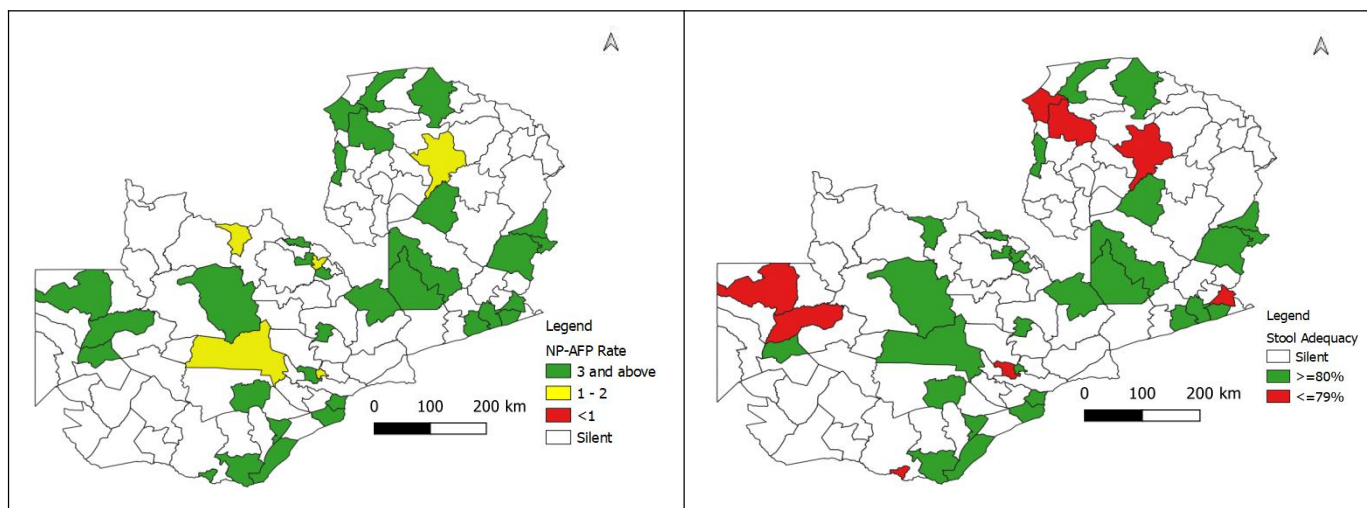 Legend
NP-AFP Rate
3 and above
1 - 2
<1
Silent
0 100 200 km
Legend
Stool Adequacy
Silent
>=80%
<=79%
0 100 200 km